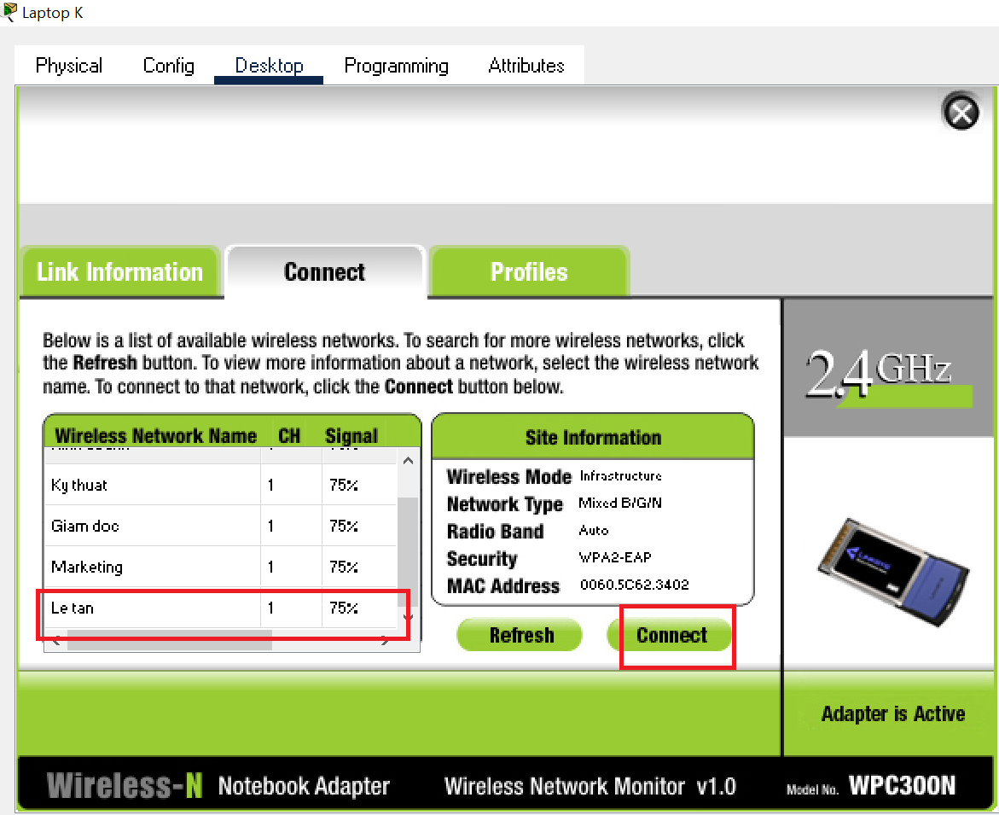 Laptop K
Physical Config Desktop Programming Attributes
Link Information Connect Profiles
Below is a list of available wireless networks. To search for more wireless networks, click
the Refresh button. To view more information about a network, select the wireless network
name. To connect to that network, click the Connect button below.
2.4GHz
Wireless Network Name CH Signal
Ky thuat 1 75%
Giam doc 1 75%
Marketing 1 75%
Le tan 1 75%
Site Information
Wireless Mode Infrastructure
Network Type Mixed B/G/N
Radio Band Auto
Security WPA2-EAP
MAC Address 0060.5C62.3402
Refresh Connect
Adapter is Active
Wireless-N Notebook Adapter Wireless Network Monitor v1.0 Model No. WPC300N